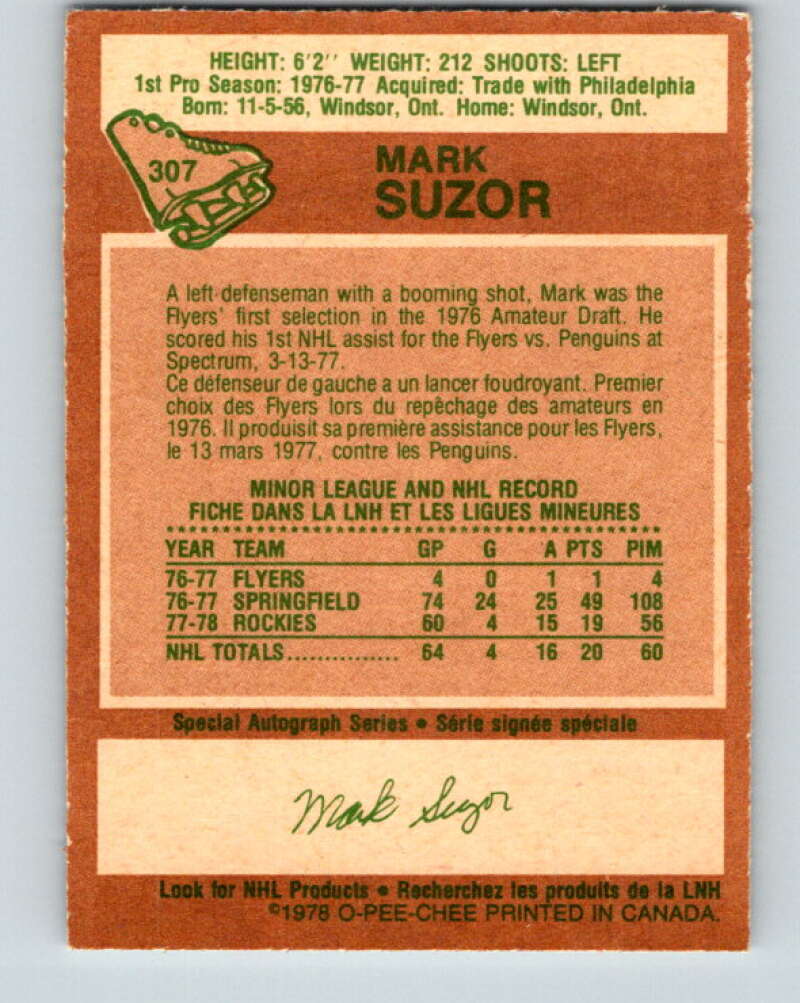 HEIGHT: 6'2'' WEIGHT: 212 SHOOTS: LEFT
1st Pro Season: 1976-77 Acquired: Trade with Philadelphia
Born: 11-5-56, Windsor, Ont. Home: Windsor, Ont.
307
MARK
SUZOR
A left defenseman with a booming shot, Mark was the
Flyers' first selection in the 1976 Amateur Draft. He
scored his 1st NHL assist for the Flyers vs. Penguins at
Spectrum, 3-13-77.
Ce défenseur de gauche a un lancer foudroyant. Premier
choix des Flyers lors du repêchage des amateurs en
1976. Il produisit sa première assistance pour les Flyers,
le 13 mars 1977, contre les Penguins.
MINOR LEAGUE AND NHL RECORD
FICHE DANS LA LNH ET LES LIGUES MINEURES
YEAR TEAM GP G A PTS PIM
76-77 FLYERS 4 0 1 1 4
76-77 SPRINGFIELD 74 24 25 49 108
77-78 ROCKIES 60 4 15 19 56
NHL TOTALS............... 64 4 16 20 60
Special Autograph Series • Série signée spéciale
Mark Suzor
Look for NHL Products • Recherchez les produits de la LNH
©1978 O-PEE-CHEE PRINTED IN CANADA.